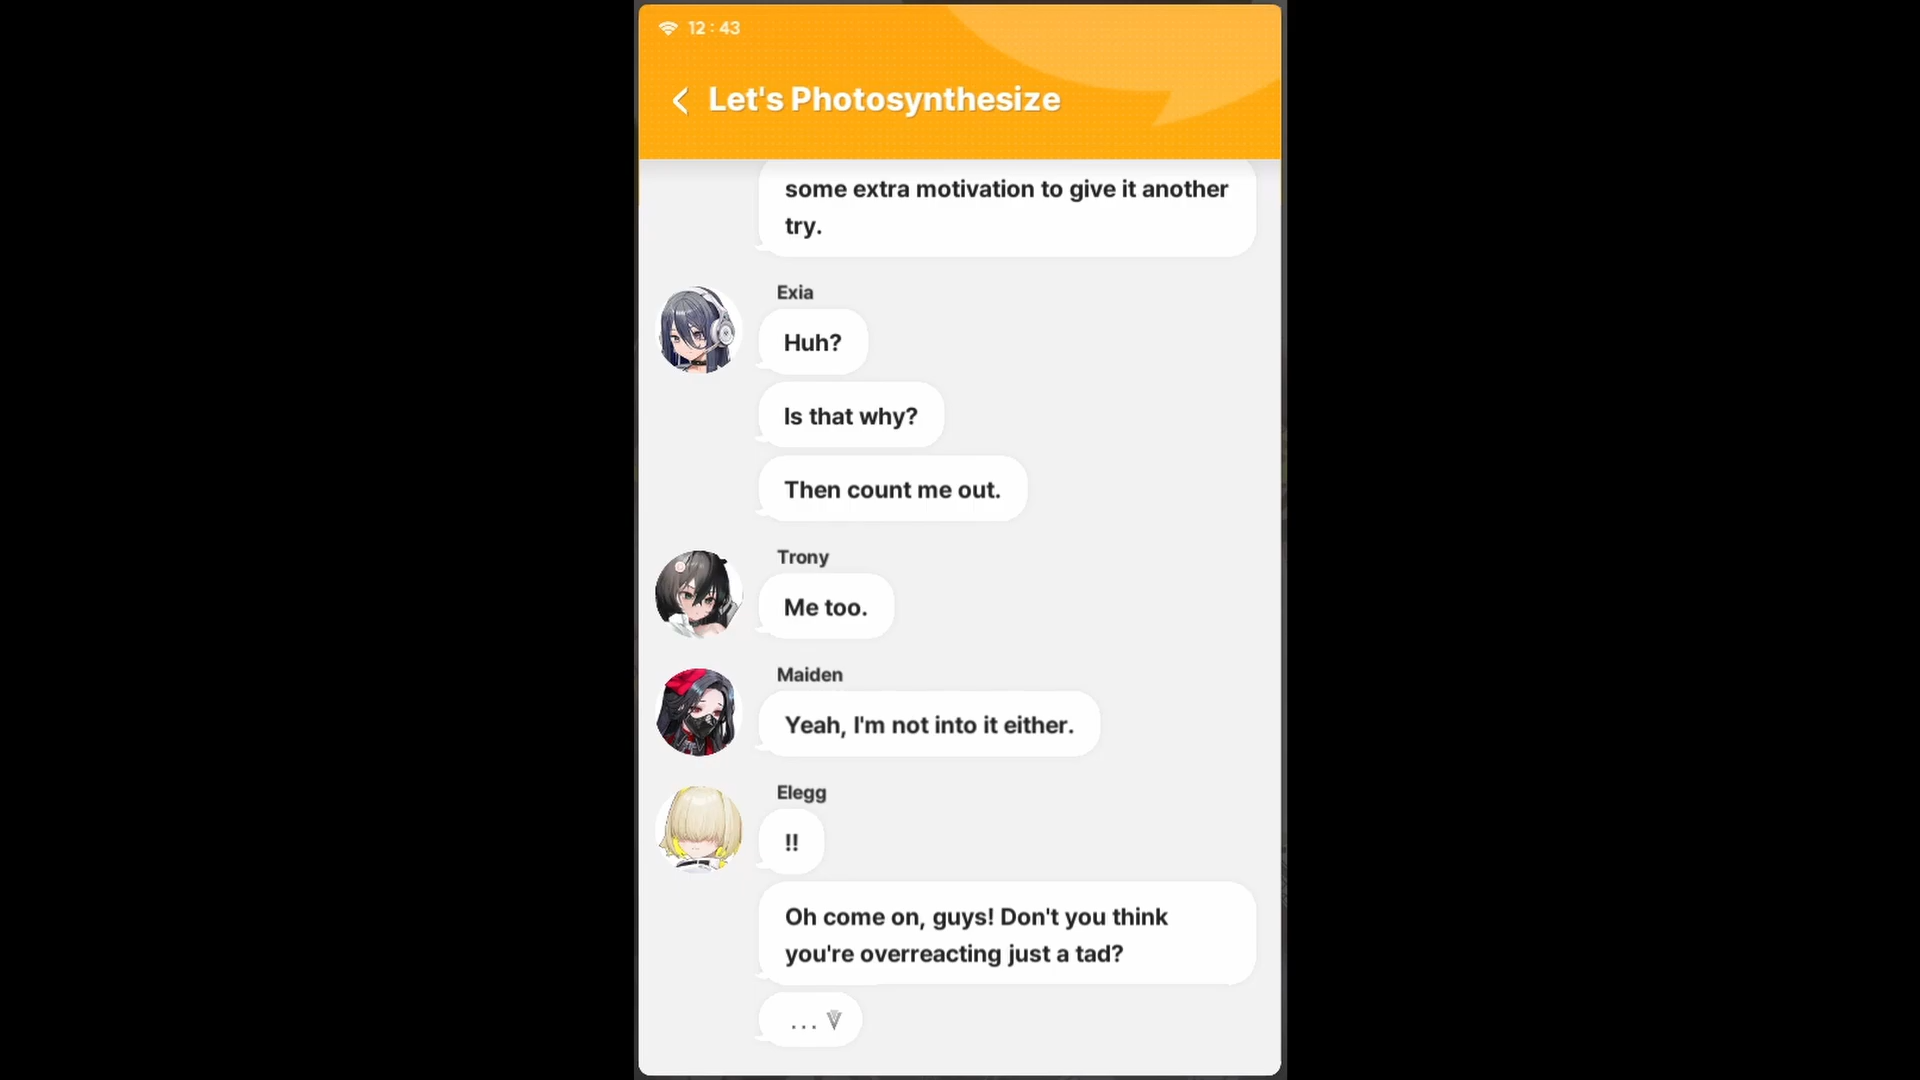 12:43
Let's Photosynthesize
some extra motivation to give it another
try.
Exia
Huh?
Is that why?
Then count me out.
Trony
Me too.
Maiden
Yeah, I'm not into it either.
Elegg
!!
Oh come on, guys! Don't you think
you're overreacting just a tad?
...